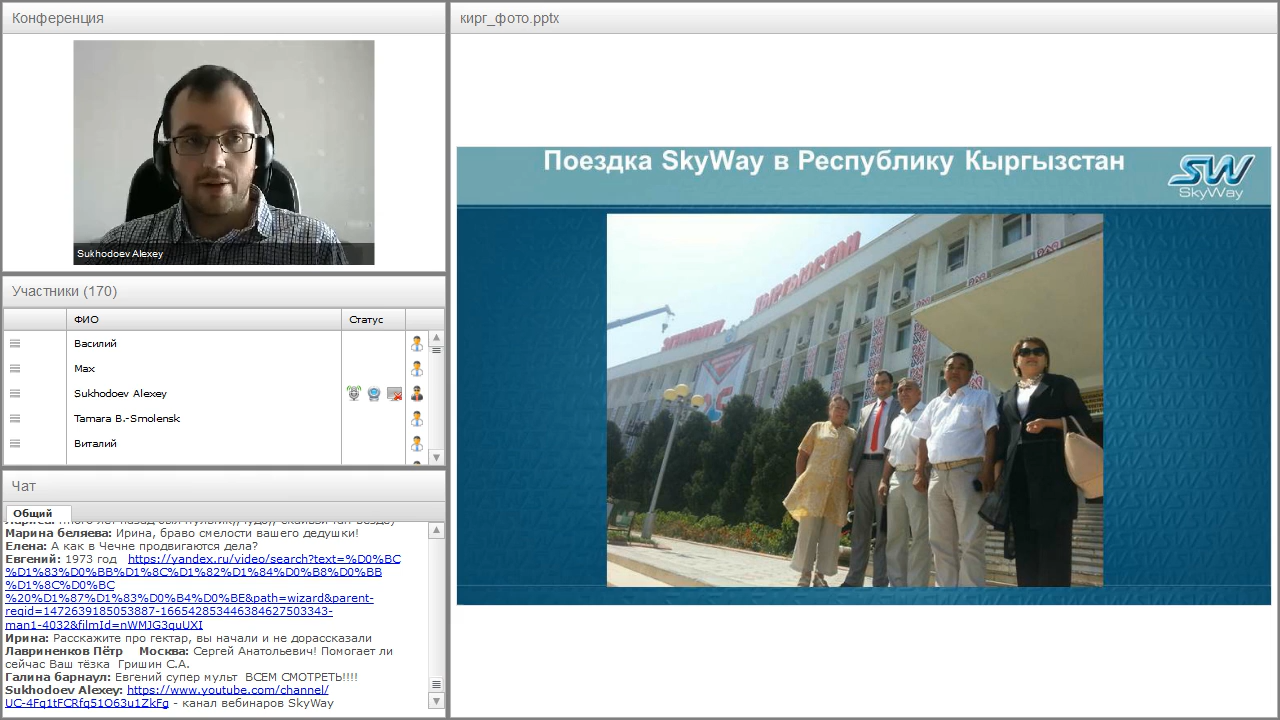 Конференция
Sukhodoev Alexey
Участники (170)
ФИО
Статус
Василий
Max
Sukhodoev Alexey
Tamara B.-Smolensk
Виталий
Чат
Общий
Марина беляева: Ирина, браво смелости вашего дедушки!
Елена: А как в Чечне продвигаются дела?
Евгений: 1973 год https://yandex.ru/video/search?text=%D0%BC
%D1%83%D0%BB%D1%8C%D1%82%D1%84%D0%B8%D0%BB
%D1%8C%D0%BC
%20%D1%87%D1%83%D0%B4%D0%BE&path=wizard&parent-
reqid=1472639185053887-166542853446384627503343-
man1-4032&filmId=nWMJG3quUXI
Ирина: Расскажите про гектар, вы начали и не дорассказали
Лавриненков Пётр Москва: Сергей Анатольевич! Помогает ли
сейчас Ваш тёзка Гришин С.А.
Галина барнаул: Евгений супер мульт ВСЕМ СМОТРЕТЬ!!!!
Sukhodoev Alexey: https://www.youtube.com/channel/
UC-4Fg1tFCRfg51O63u1ZkFg - канал вебинаров SkyWay
кирг_фото.pptx
Поездка SkyWay в Республику Кыргызстан
SW
SkyWay
КЫРГЫЗСТАН